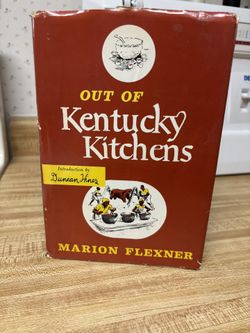 OUT OF
Kentucky
Kitchens
Introduction by
Duncan Hines
MARION FLEXNER